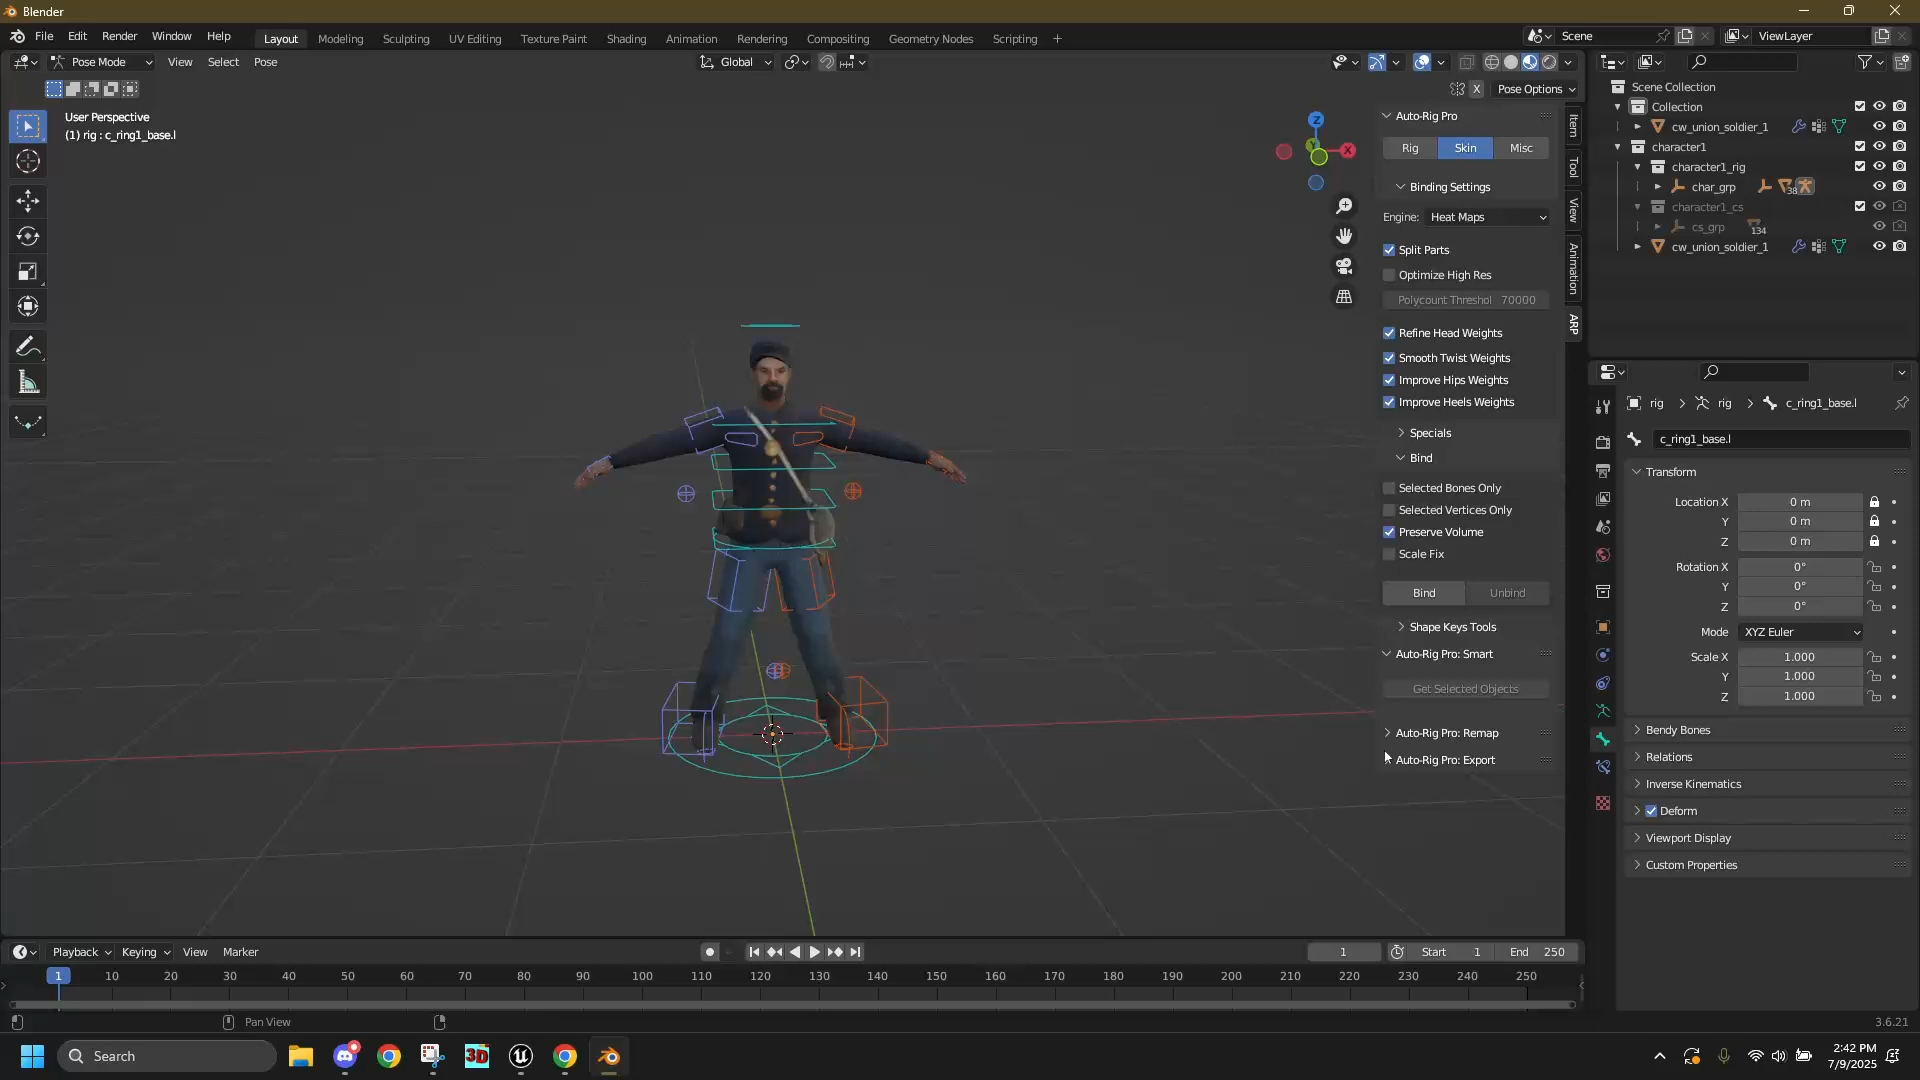 Blender
File Edit Render Window Help
Layout Modeling Sculpting UV Editing Texture Paint Shading Animation Rendering Compositing Geometry Nodes Scripting +
Scene
ViewLayer
Pose Mode View Select Pose
Global
X Pose Options
User Perspective
(1) rig : c_ring1_base.l
Z
Y
X
Auto-Rig Pro
Rig Skin Misc
Binding Settings
Engine: Heat Maps
Split Parts
Optimize High Res
Polycount Threshol 70000
Refine Head Weights
Smooth Twist Weights
Improve Hips Weights
Improve Heels Weights
Specials
Bind
Selected Bones Only
Selected Vertices Only
Preserve Volume
Scale Fix
Bind Unbind
Shape Keys Tools
Auto-Rig Pro: Smart
Get Selected Objects
Auto-Rig Pro: Remap
Auto-Rig Pro: Export
Item
Tool
View
Animation
ARP
Scene Collection
Collection
cw_union_soldier_1
character1
character1_rig
char_grp 38
character1_cs
cs_grp 134
cw_union_soldier_1
rig > rig > c_ring1_base.l
c_ring1_base.l
Transform
Location X 0 m
Y 0 m
Z 0 m
Rotation X 0°
Y 0°
Z 0°
Mode XYZ Euler
Scale X 1.000
Y 1.000
Z 1.000
Bendy Bones
Relations
Inverse Kinematics
Deform
Viewport Display
Custom Properties
Playback Keying View Marker
1 Start 1 End 250
1 10 20 30 40 50 60 70 80 90 100 110 120 130 140 150 160 170 180 190 200 210 220 230 240 250
Pan View
3.6.21
Search
3D
2:42 PM
7/9/2025